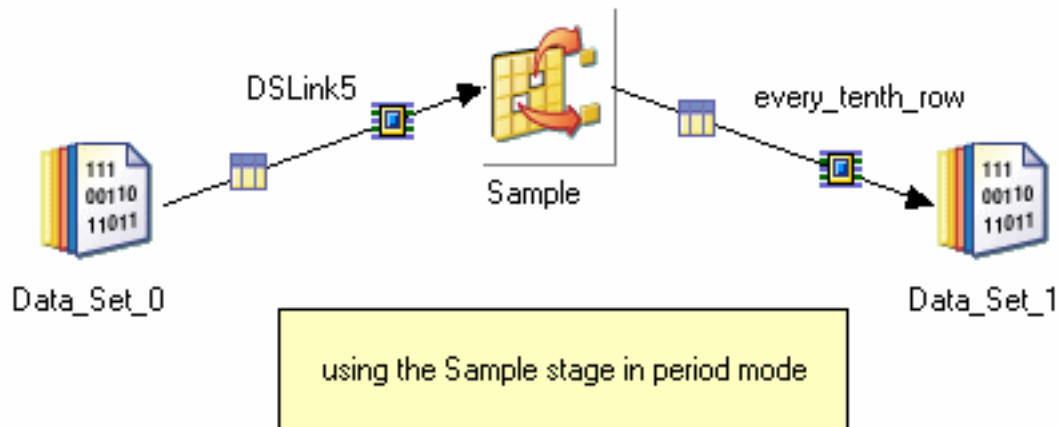 DSLink5
every_tenth_row
Sample
111
00110
11011
111
00110
11011
Data_Set_0
Data_Set_1
using the Sample stage in period mode